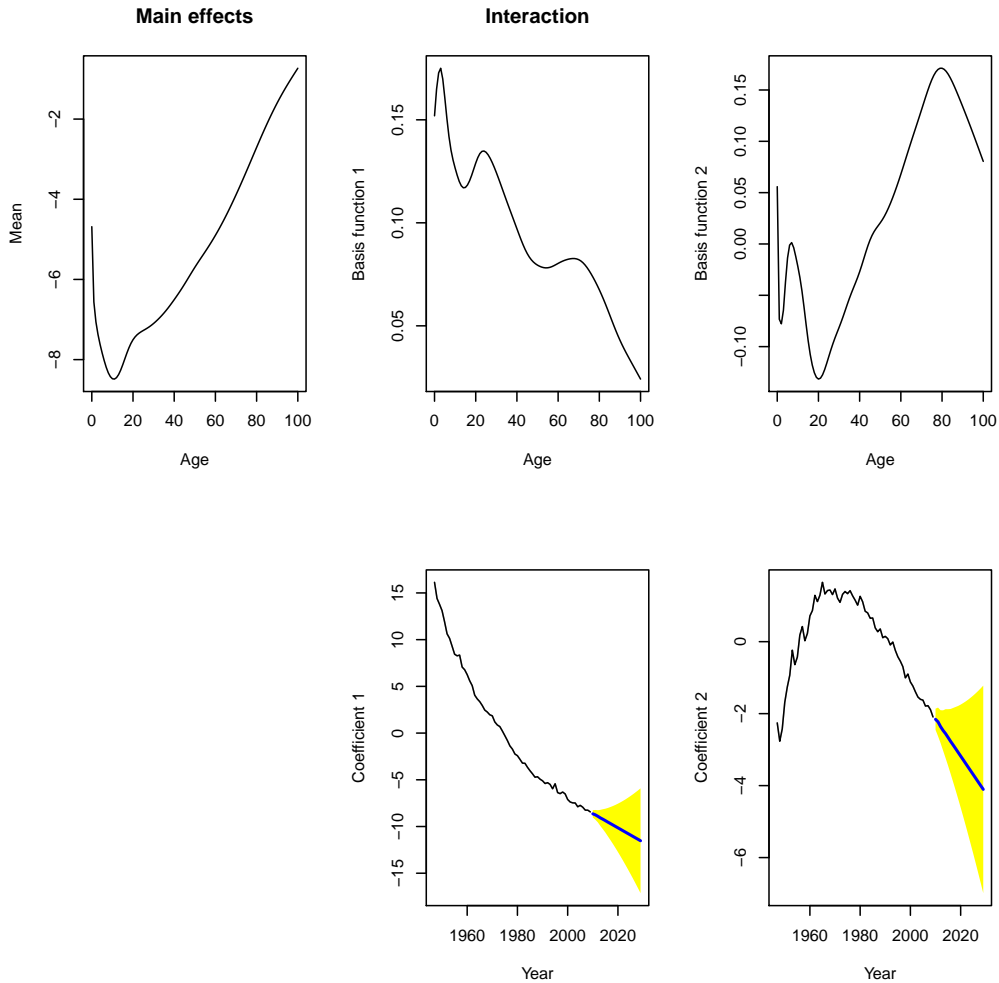 Main effects
Interaction
Mean
−2
−4
−6
−8
0 20 40 60 80 100
Age
Basis function 1
0.15
0.10
0.05
0 20 40 60 80 100
Age
Basis function 2
0.15
0.10
0.05
0.00
−0.10
0 20 40 60 80 100
Age
Coefficient 1
15
10
5
0
−5
−10
−15
1960 1980 2000 2020
Year
Coefficient 2
0
−2
−4
−6
1960 1980 2000 2020
Year